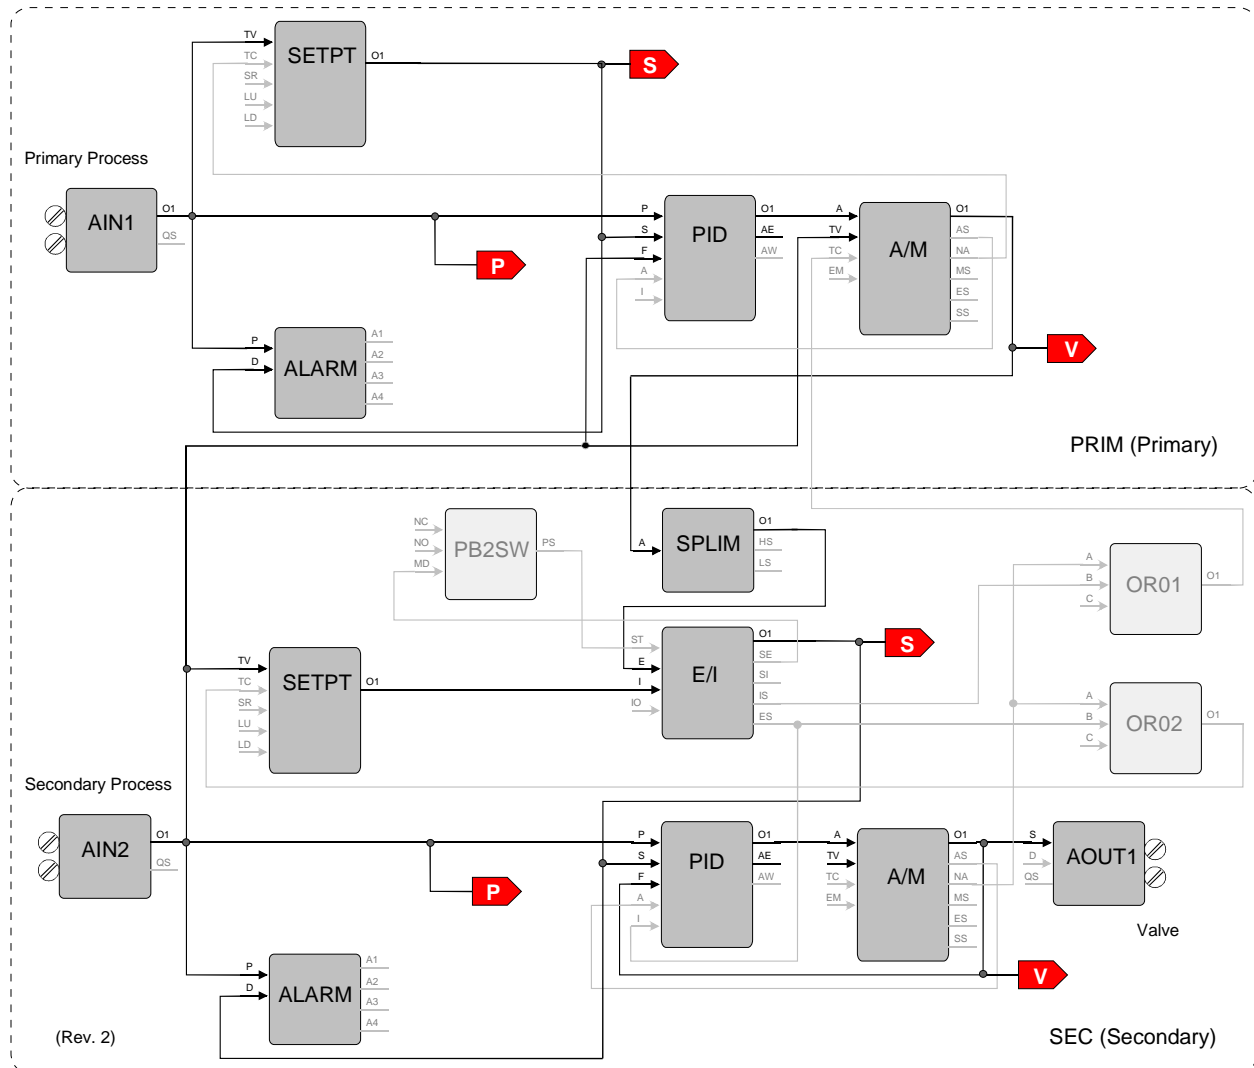 TV
TC
SR
LU
LD
SETPT
O1
S
Primary Process
AIN1
O1
QS
P
P
S
F
A
I
PID
O1
AE
AW
A
TV
TC
EM
A/M
O1
AS
NA
MS
ES
SS
P
D
ALARM
A1
A2
A3
A4
V
PRIM (Primary)
NC
NO
MD
PB2SW
PS
A
SPLIM
O1
HS
LS
A
B
C
OR01
O1
ST
E
I
IO
E/I
O1
SE
SI
IS
ES
S
TV
TC
SR
LU
LD
SETPT
O1
A
B
C
OR02
O1
Secondary Process
AIN2
O1
QS
P
P
S
F
A
I
PID
O1
AE
AW
A
TV
TC
EM
A/M
O1
AS
NA
MS
ES
SS
S
D
QS
AOUT1
Valve
P
D
ALARM
A1
A2
A3
A4
V
(Rev. 2)
SEC (Secondary)